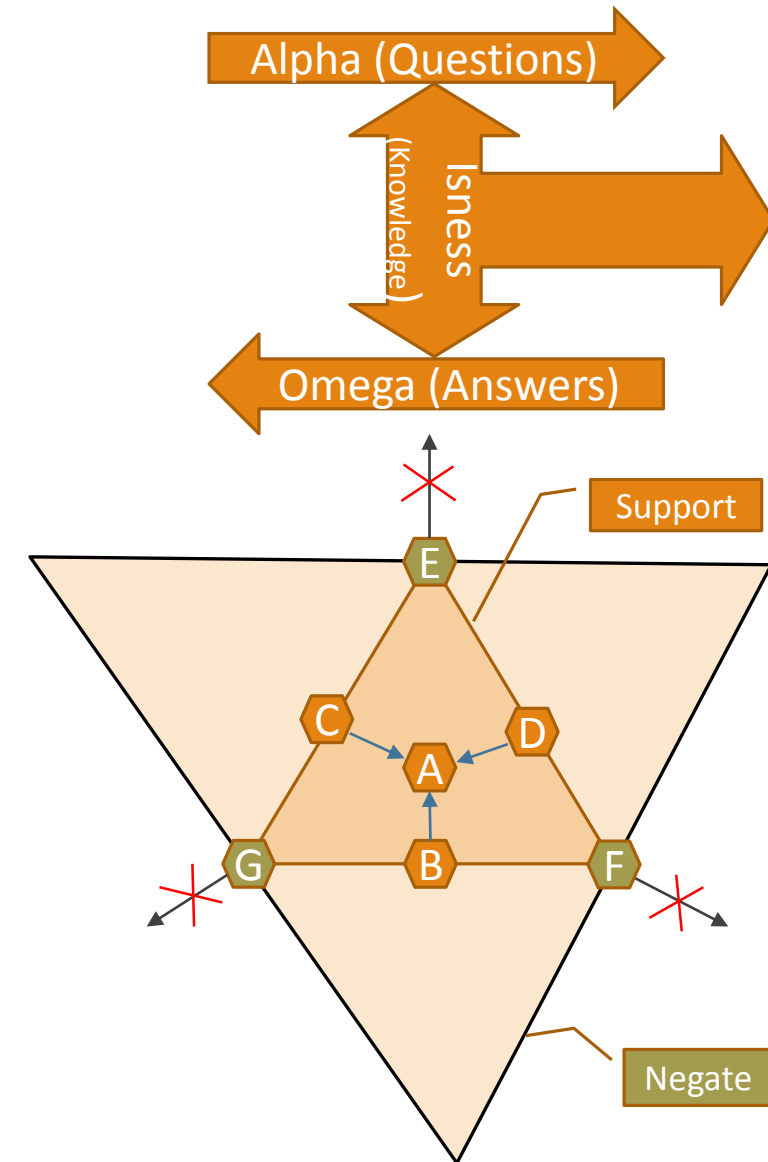 Alpha (Questions)
Isness
(Knowledge)
Omega (Answers)
Support
E
C
D
A
G
B
F
Negate